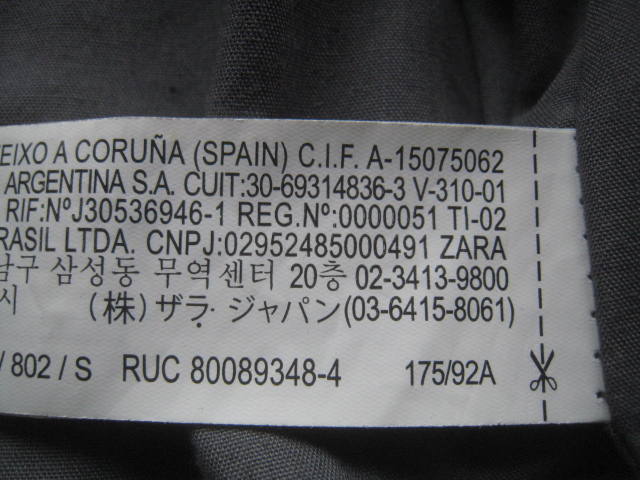 EIXO A CORUÑA (SPAIN) C.I.F. A-15075062
ARGENTINA S.A. CUIT:30-69314836-3 V-310-01
RIF:NºJ30536946-1 REG.Nº:0000051 TI-02
RASIL LTDA. CNPJ:02952485000491 ZARA
남구 삼성동 무역센터 20층 02-3413-9800
시 (株)ザラ・ジャパン(03-6415-8061)
/ 802 / S RUC 80089348-4 175/92A